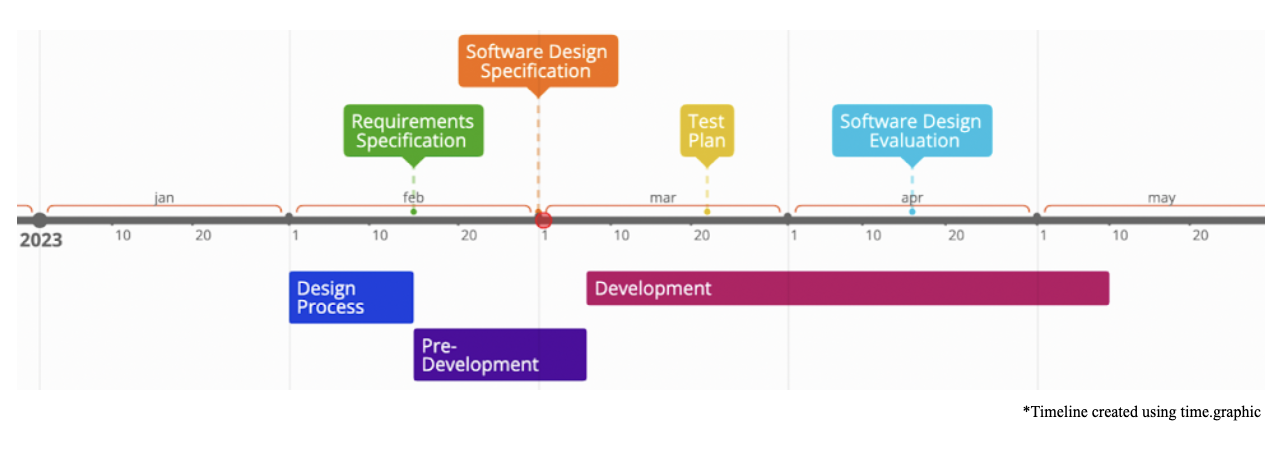 Software Design
Specification
Requirements
Specification
Test
Plan
Software Design
Evaluation
jan
feb
mar
apr
may
2023
10
20
1
10
20
1
10
20
1
10
20
1
10
20
Design
Process
Development
Pre-
Development
*Timeline created using time.graphic